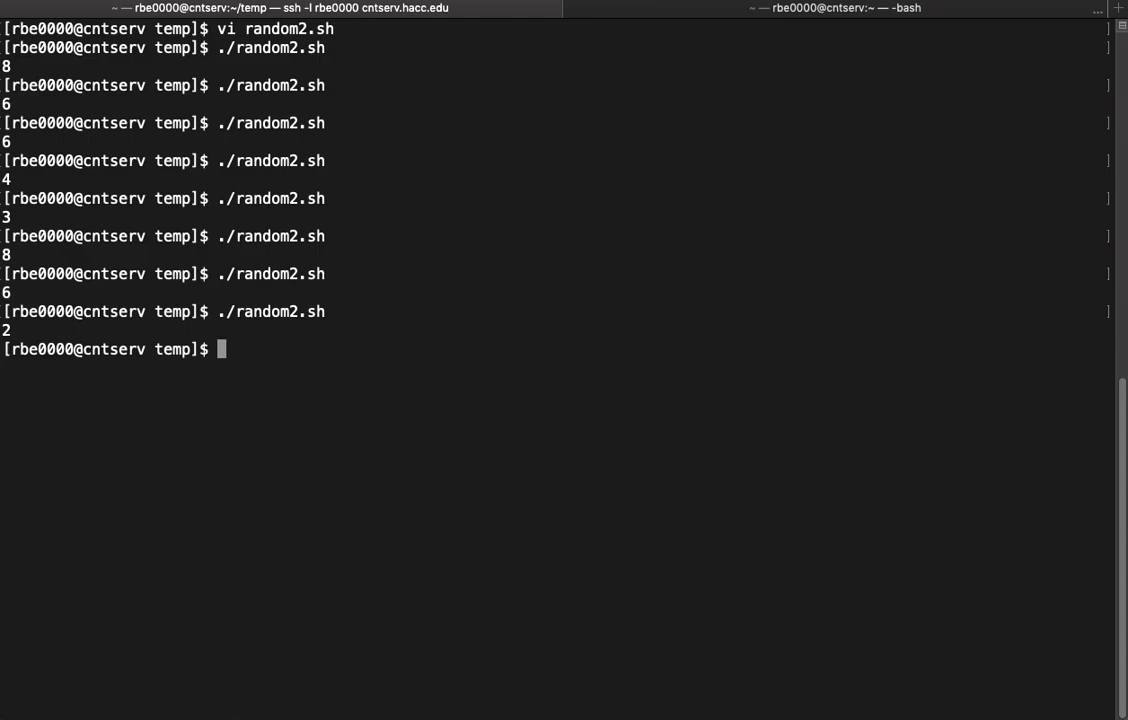 ~ — rbe0000@cntserv:~/temp — ssh -l rbe0000 cntserv.hacc.edu
~ — rbe0000@cntserv:~ — -bash
... +
[[rbe0000@cntserv temp]$ vi random2.sh ]
[[rbe0000@cntserv temp]$ ./random2.sh ]
8
[[rbe0000@cntserv temp]$ ./random2.sh ]
6
[[rbe0000@cntserv temp]$ ./random2.sh ]
6
[[rbe0000@cntserv temp]$ ./random2.sh ]
4
[[rbe0000@cntserv temp]$ ./random2.sh ]
3
[[rbe0000@cntserv temp]$ ./random2.sh ]
8
[[rbe0000@cntserv temp]$ ./random2.sh ]
6
[[rbe0000@cntserv temp]$ ./random2.sh ]
2
[rbe0000@cntserv temp]$